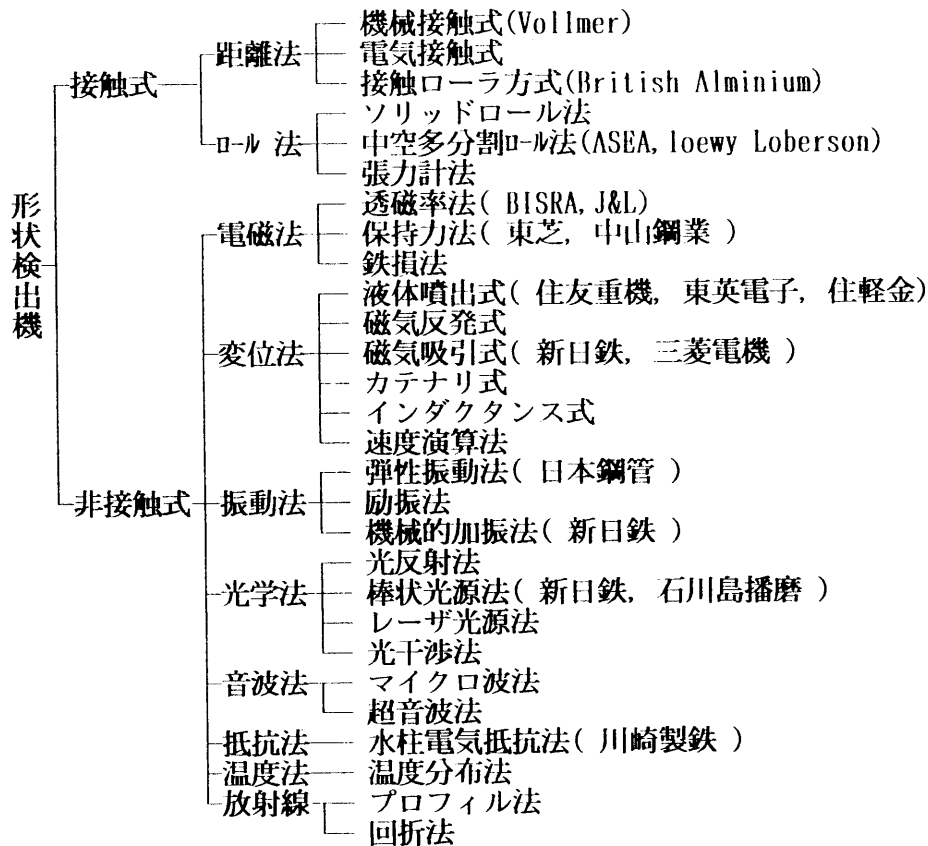 形状検出機
接触式
距離法
機械接触式(Vollmer)
電気接触式
接触ローラ方式(British Alminium)
ロール 法
ソリッドロール法
中空多分割ロール法(ASEA, loewy Loberson)
張力計法
非接触式
電磁法
透磁率法( BISRA, J&L)
保持力法( 東芝, 中山鋼業 )
鉄損法
変位法
液体噴出式( 住友重機, 東英電子, 住軽金)
磁気反発式
磁気吸引式( 新日鉄, 三菱電機 )
カテナリ式
インダクタンス式
速度演算法
振動法
弾性振動法( 日本鋼管 )
励振法
機械的加振法( 新日鉄 )
光学法
光反射法
棒状光源法( 新日鉄, 石川島播磨 )
レーザ光源法
光干渉法
音波法
マイクロ波法
超音波法
抵抗法
水柱電気抵抗法( 川崎製鉄 )
温度法
温度分布法
放射線
プロフィル法
回折法